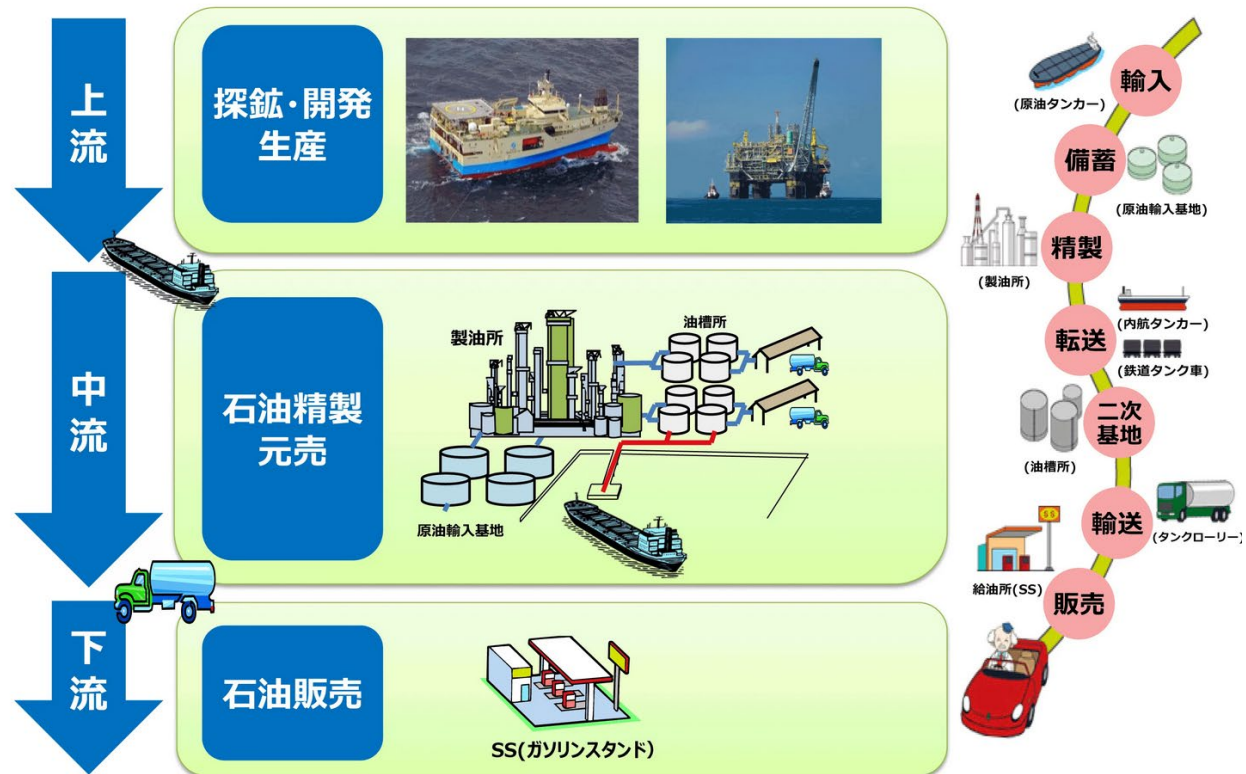 上流
探鉱・開発
生産
中流
石油精製
元売
製油所
油槽所
原油輸入基地
下流
石油販売
SS(ガソリンスタンド)
輸入
(原油タンカー)
備蓄
(原油輸入基地)
精製
(製油所)
転送
(内航タンカー)
(鉄道タンク車)
二次
基地
(油槽所)
輸送
(タンクローリー)
SS
給油所(SS)
販売